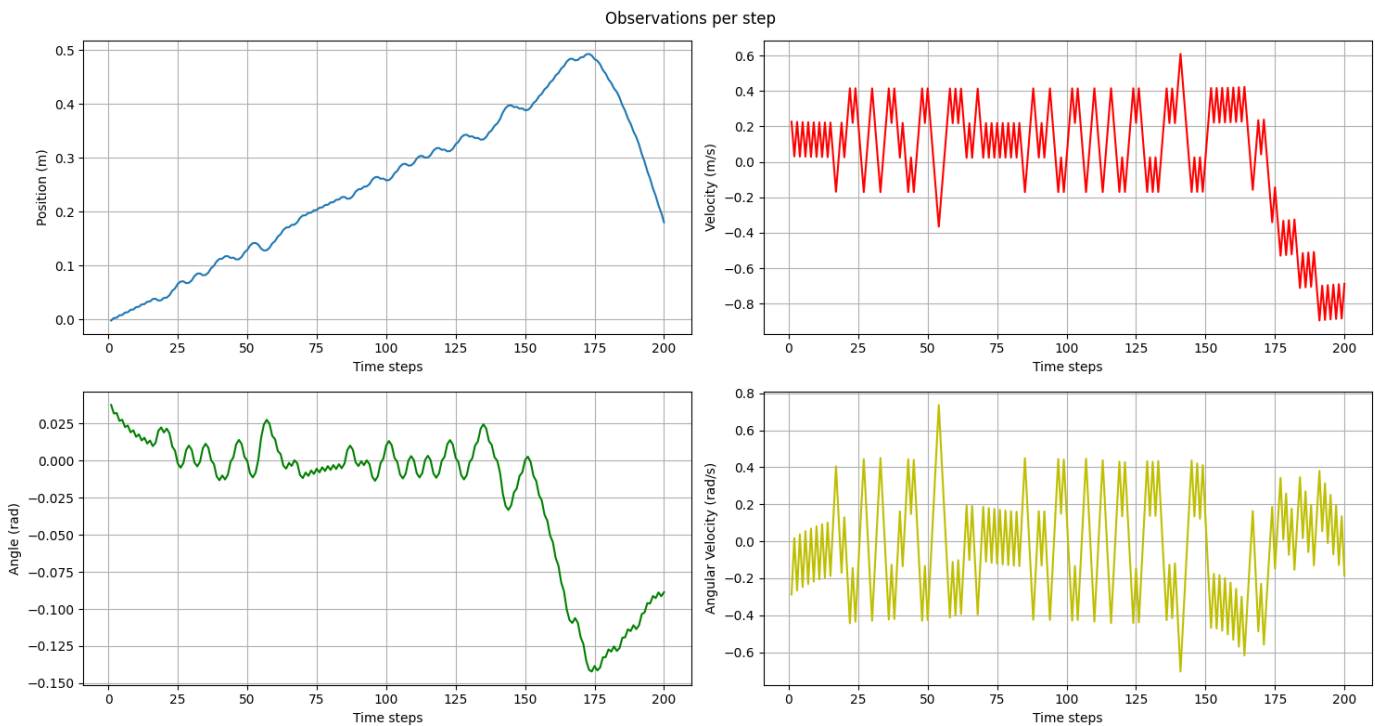 Observations per step
Position (m)
0.5
0.4
0.3
0.2
0.1
0.0
0 25 50 75 100 125 150 175 200
Time steps
Velocity (m/s)
0.6
0.4
0.2
0.0
−0.2
−0.4
−0.6
−0.8
0 25 50 75 100 125 150 175 200
Time steps
Angle (rad)
0.025
0.000
−0.025
−0.050
−0.075
−0.100
−0.125
−0.150
0 25 50 75 100 125 150 175 200
Time steps
Angular Velocity (rad/s)
0.8
0.6
0.4
0.2
0.0
−0.2
−0.4
−0.6
0 25 50 75 100 125 150 175 200
Time steps